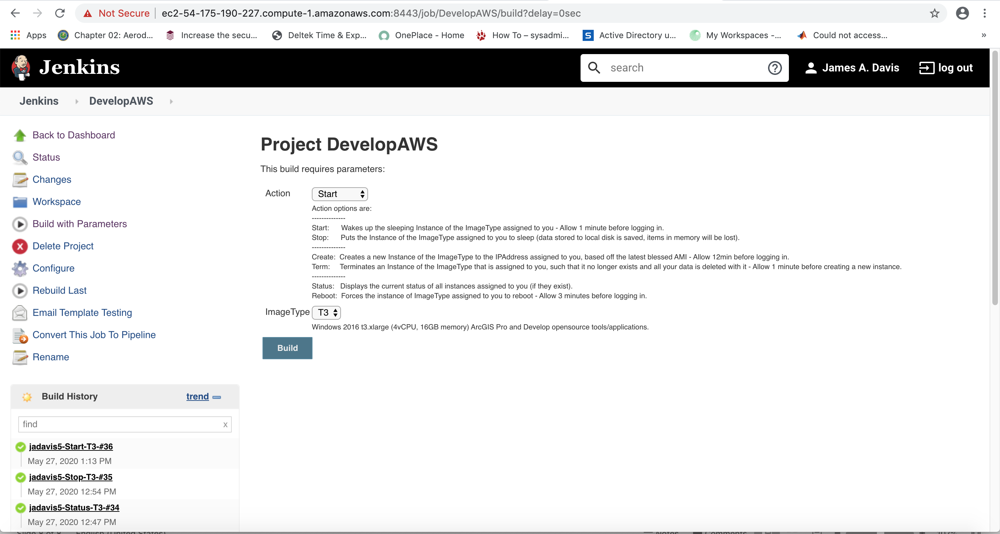 Not Secure ec2-54-175-190-227.compute-1.amazonaws.com:8443/job/DevelopAWS/build?delay=0sec
Apps Chapter 02: Aerod... Increase the secu... Deltek Time & Exp... OnePlace - Home How To – sysadmi... S Active Directory u... My Workspaces -... Could not access... »
Jenkins search ? James A. Davis log out
Jenkins DevelopAWS
Back to Dashboard
Status
Changes
Workspace
Build with Parameters
Delete Project
Configure
Rebuild Last
Email Template Testing
Convert This Job To Pipeline
Rename
Build History trend
find x
jadavis5-Start-T3-#36
May 27, 2020 1:13 PM
jadavis5-Stop-T3-#35
May 27, 2020 12:54 PM
jadavis5-Status-T3-#34
May 27, 2020 12:47 PM
Project DevelopAWS
This build requires parameters:
Action Start
Action options are:
--------------
Start: Wakes up the sleeping Instance of the ImageType assigned to you - Allow 1 minute before logging in.
Stop: Puts the Instance of the ImageType assigned to you to sleep (data stored to local disk is saved, items in memory will be lost).
--------------
Create: Creates a new Instance of the ImageType to the IPAddress assigned to you, based off the latest blessed AMI - Allow 12min before logging in.
Term: Terminates an Instance of the ImageType that is assigned to you, such that it no longer exists and all your data is deleted with it - Allow 1 minute before creating a new instance.
--------------
Status: Displays the current status of all instances assigned to you (if they exist).
Reboot: Forces the instance of ImageType assigned to you to reboot - Allow 3 minutes before logging in.
ImageType T3
Windows 2016 t3.xlarge (4vCPU, 16GB memory) ArcGIS Pro and Develop opensource tools/applications.
Build
Slide 8 of 8 English (United States) Notes Comments 107%